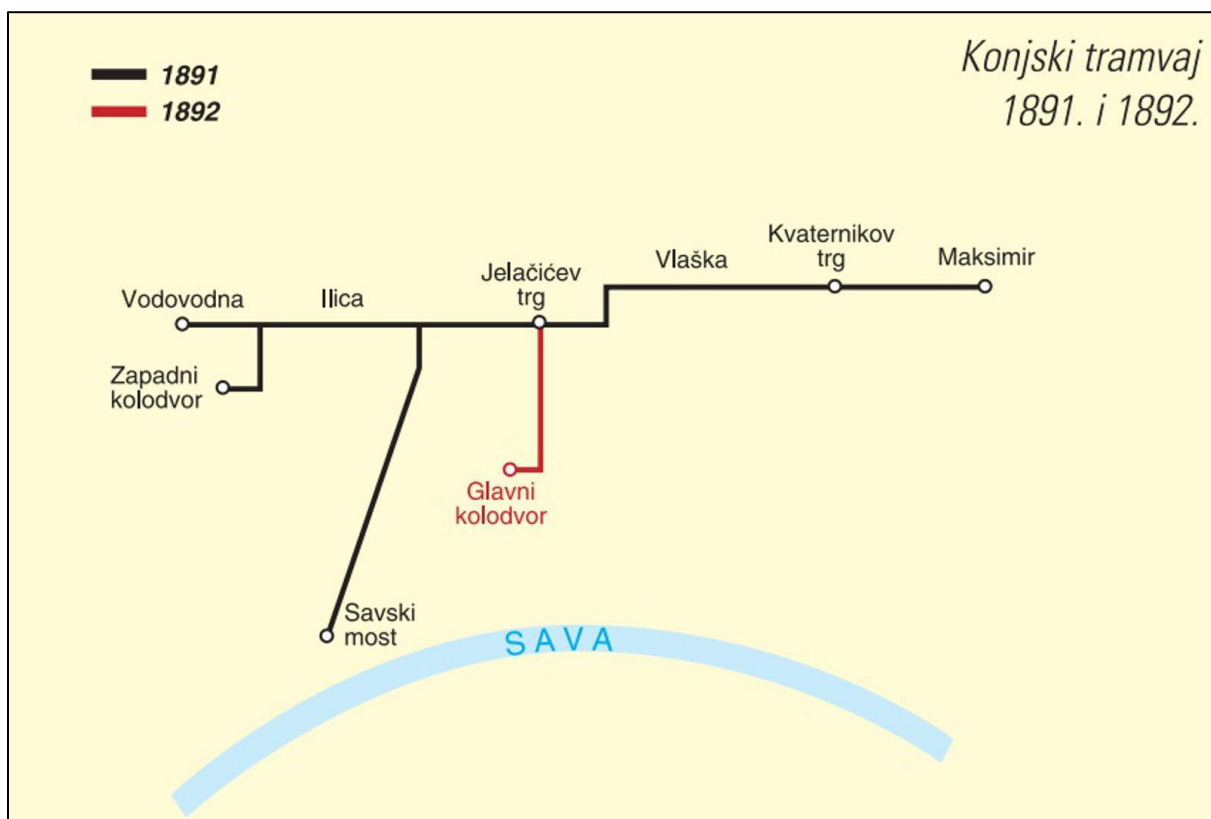 1891
1892
Konjski tramvaj
1891. i 1892.
Vodovodna
Ilica
Jelačićev
trg
Vlaška
Kvaternikov
trg
Maksimir
Zapadni
kolodvor
Glavni
kolodvor
Savski
most
SAVA